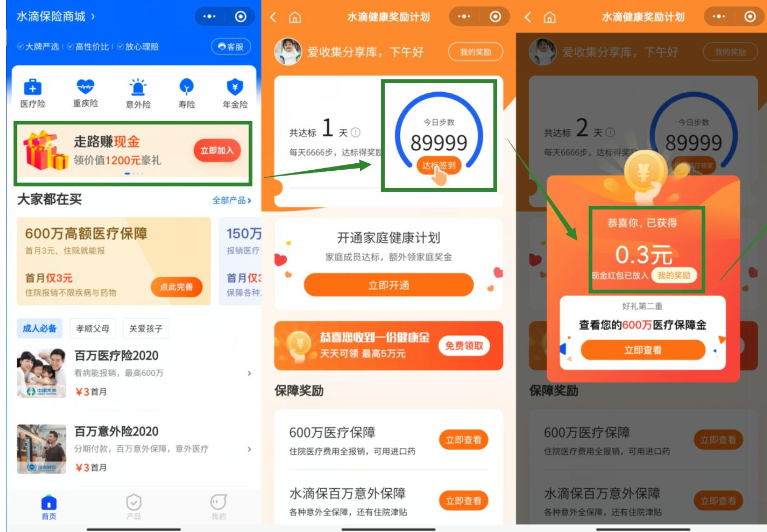 水滴保险商城
大牌严选
高性价比
放心理赔
客服
医疗险
重疾险
意外险
寿险
年金险
走路赚现金
领价值1200元豪礼
立即加入
大家都在买
全部产品
600万高额医疗保障
首月3元,住院就能报
首月仅3元
住院报销不限疾病与药物
点此完善
150万
报销医疗
首月仅3
保障各种
成人必备
孝顺父母
关爱孩子
百万医疗险2020
看病能报销,最高600万
¥3首月
百万意外险2020
分期付款,百万意外保障,意外医疗
¥3首月
首页
产品
我的
水滴健康奖励计划
爱收集分享库,下午好
我的奖励
共达标 1 天
每天6666步,达标得奖励
今日步数
89999
达标签到
开通家庭健康计划
家庭成员达标,额外领家庭奖金
立即开通
恭喜您收到一份健康金
天天可领 最高5万元
免费领取
保障奖励
600万医疗保障
住院医疗费用全报销,可用进口药
立即查看
水滴保百万意外保障
各种意外全保障,还有住院津贴
立即查看
水滴健康奖励计划
爱收集分享库,下午好
我的奖励
共达标 2 天
每天6666步,达标得奖励
今日步数
89999
恭喜你,已获得
0.3元
现金红包已放入
我的奖励
好礼第二重
查看您的600万医疗保障金
立即查看
保障奖励
600万医疗保障
住院医疗费用全报销,可用进口药
立即查看
水滴保百万意外保障
各种意外全保障,还有住院津贴
立即查看